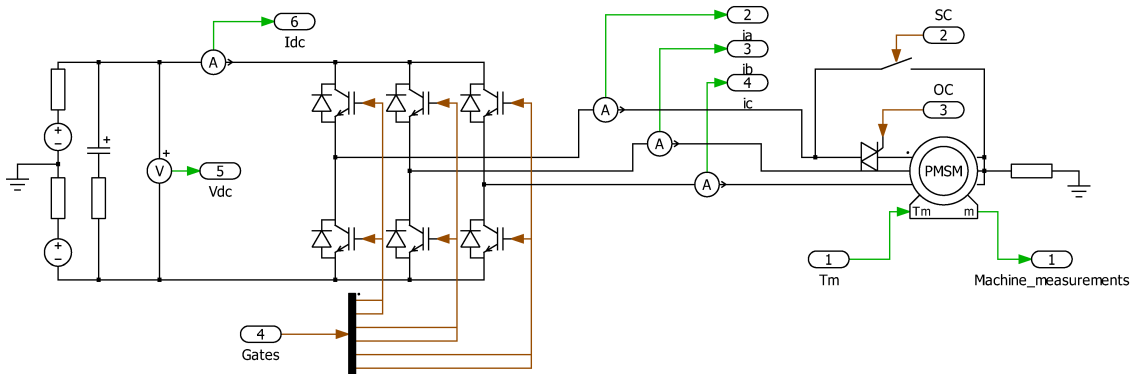 6
Idc
A
+
-
+
-
+
V
+
5
Vdc
4
Gates
2
ia
3
ib
4
ic
A
A
A
SC
2
OC
3
PMSM
Tm
m
1
Tm
1
Machine_measurements